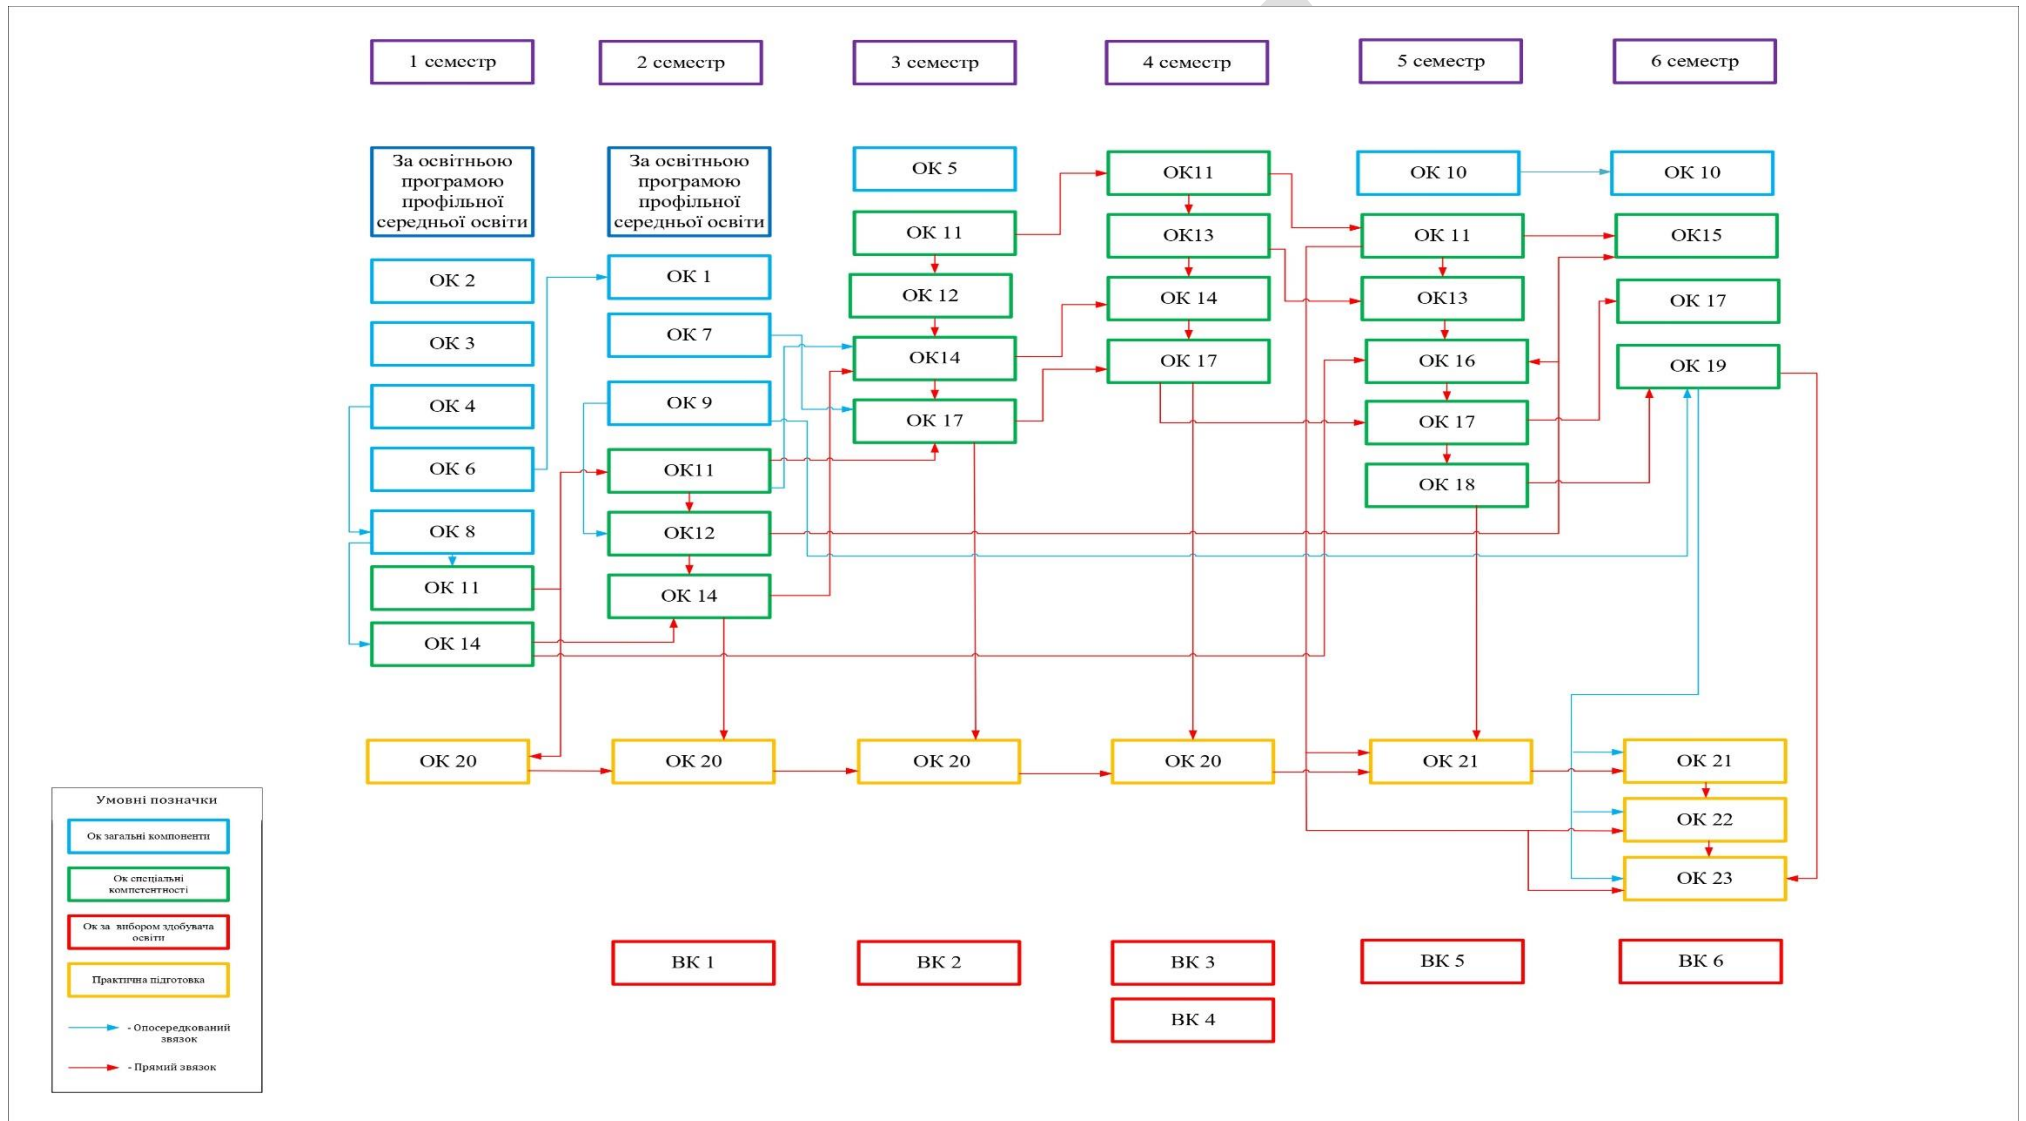 1 семестр
2 семестр
3 семестр
4 семестр
5 семестр
6 семестр
За освітньою
програмою
профільної
середньої освіти
ОК 2
ОК 3
ОК 4
ОК 6
ОК 8
ОК 11
ОК 14
ОК 20
За освітньою
програмою
профільної
середньої освіти
ОК 1
ОК 7
ОК 9
ОК11
ОК12
ОК 14
ОК 20
ВК 1
ОК 5
ОК 11
ОК 12
ОК14
ОК 17
ОК 20
ВК 2
ОК11
ОК13
ОК 14
ОК 17
ОК 20
ВК 3
ВК 4
ОК 10
ОК 11
ОК13
ОК 16
ОК 17
ОК 18
ОК 21
ВК 5
ОК 10
ОК15
ОК 17
ОК 19
ОК 21
ОК 22
ОК 23
ВК 6
Умовні позначки
Ок загальні компоненти
Ок спеціальні
компетентності
Ок за вибором здобувача
освіти
Практична підготовка
- Опосередкований
звязок
- Прямий звязок